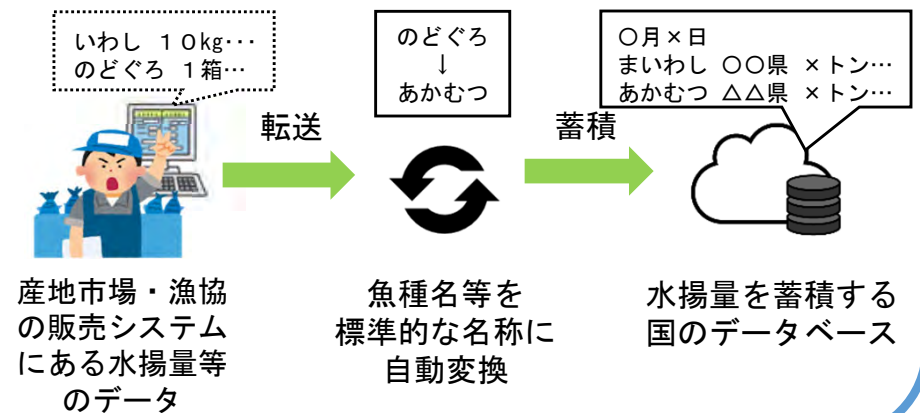 いわし １０kg･･･
のどぐろ １箱…
のどぐろ
↓
あかむつ
〇月×日
まいわし 〇〇県 ×トン…
あかむつ △△県 ×トン…
転送
蓄積
産地市場・漁協
の販売システム
にある水揚量等
のデータ
魚種名等を
標準的な名称に
自動変換
水揚量を蓄積する
国のデータベース